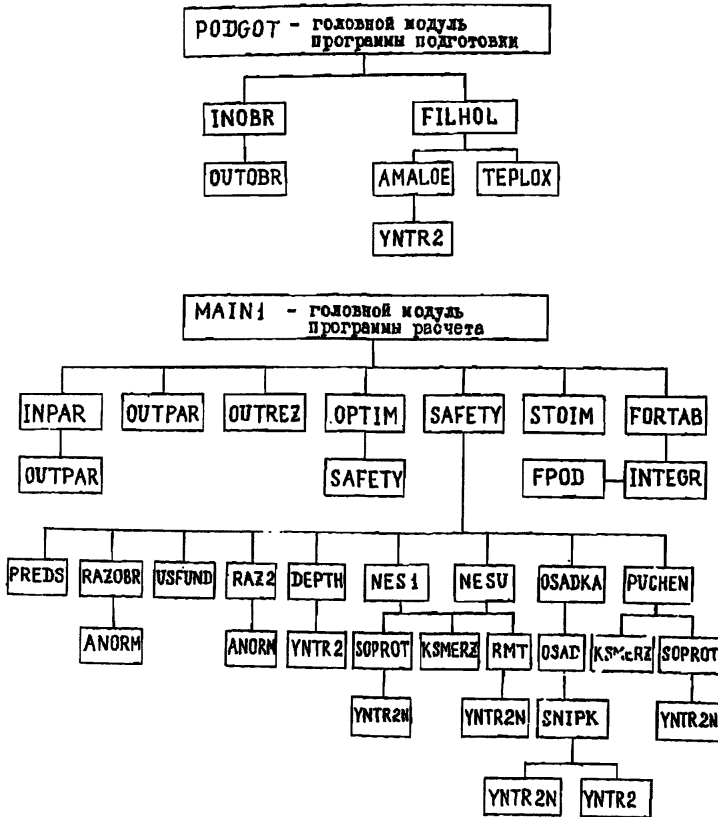 PODGOT - головной модуль
программы подготовки
INOBR FILHOL
OUTOBR AMALOE TEPLOX
YNTR2
MAIN1 - головной модуль
программы расчета
INPAR OUTPAR OUTREZ OPTIM SAFETY STOIM FORTAB
OUTPAR SAFETY FPOD INTEGR
PREDS RAZOBR USFUND RAZ2 DEPTH NES1 NESU OSADKA PUCHEN
ANORM ANORM YNTR2 SOPROT KSMERZ RMT OSAD KSMERZ SOPROT
YNTR2N YNTR2N SNIPK YNTR2N
YNTR2N YNTR2